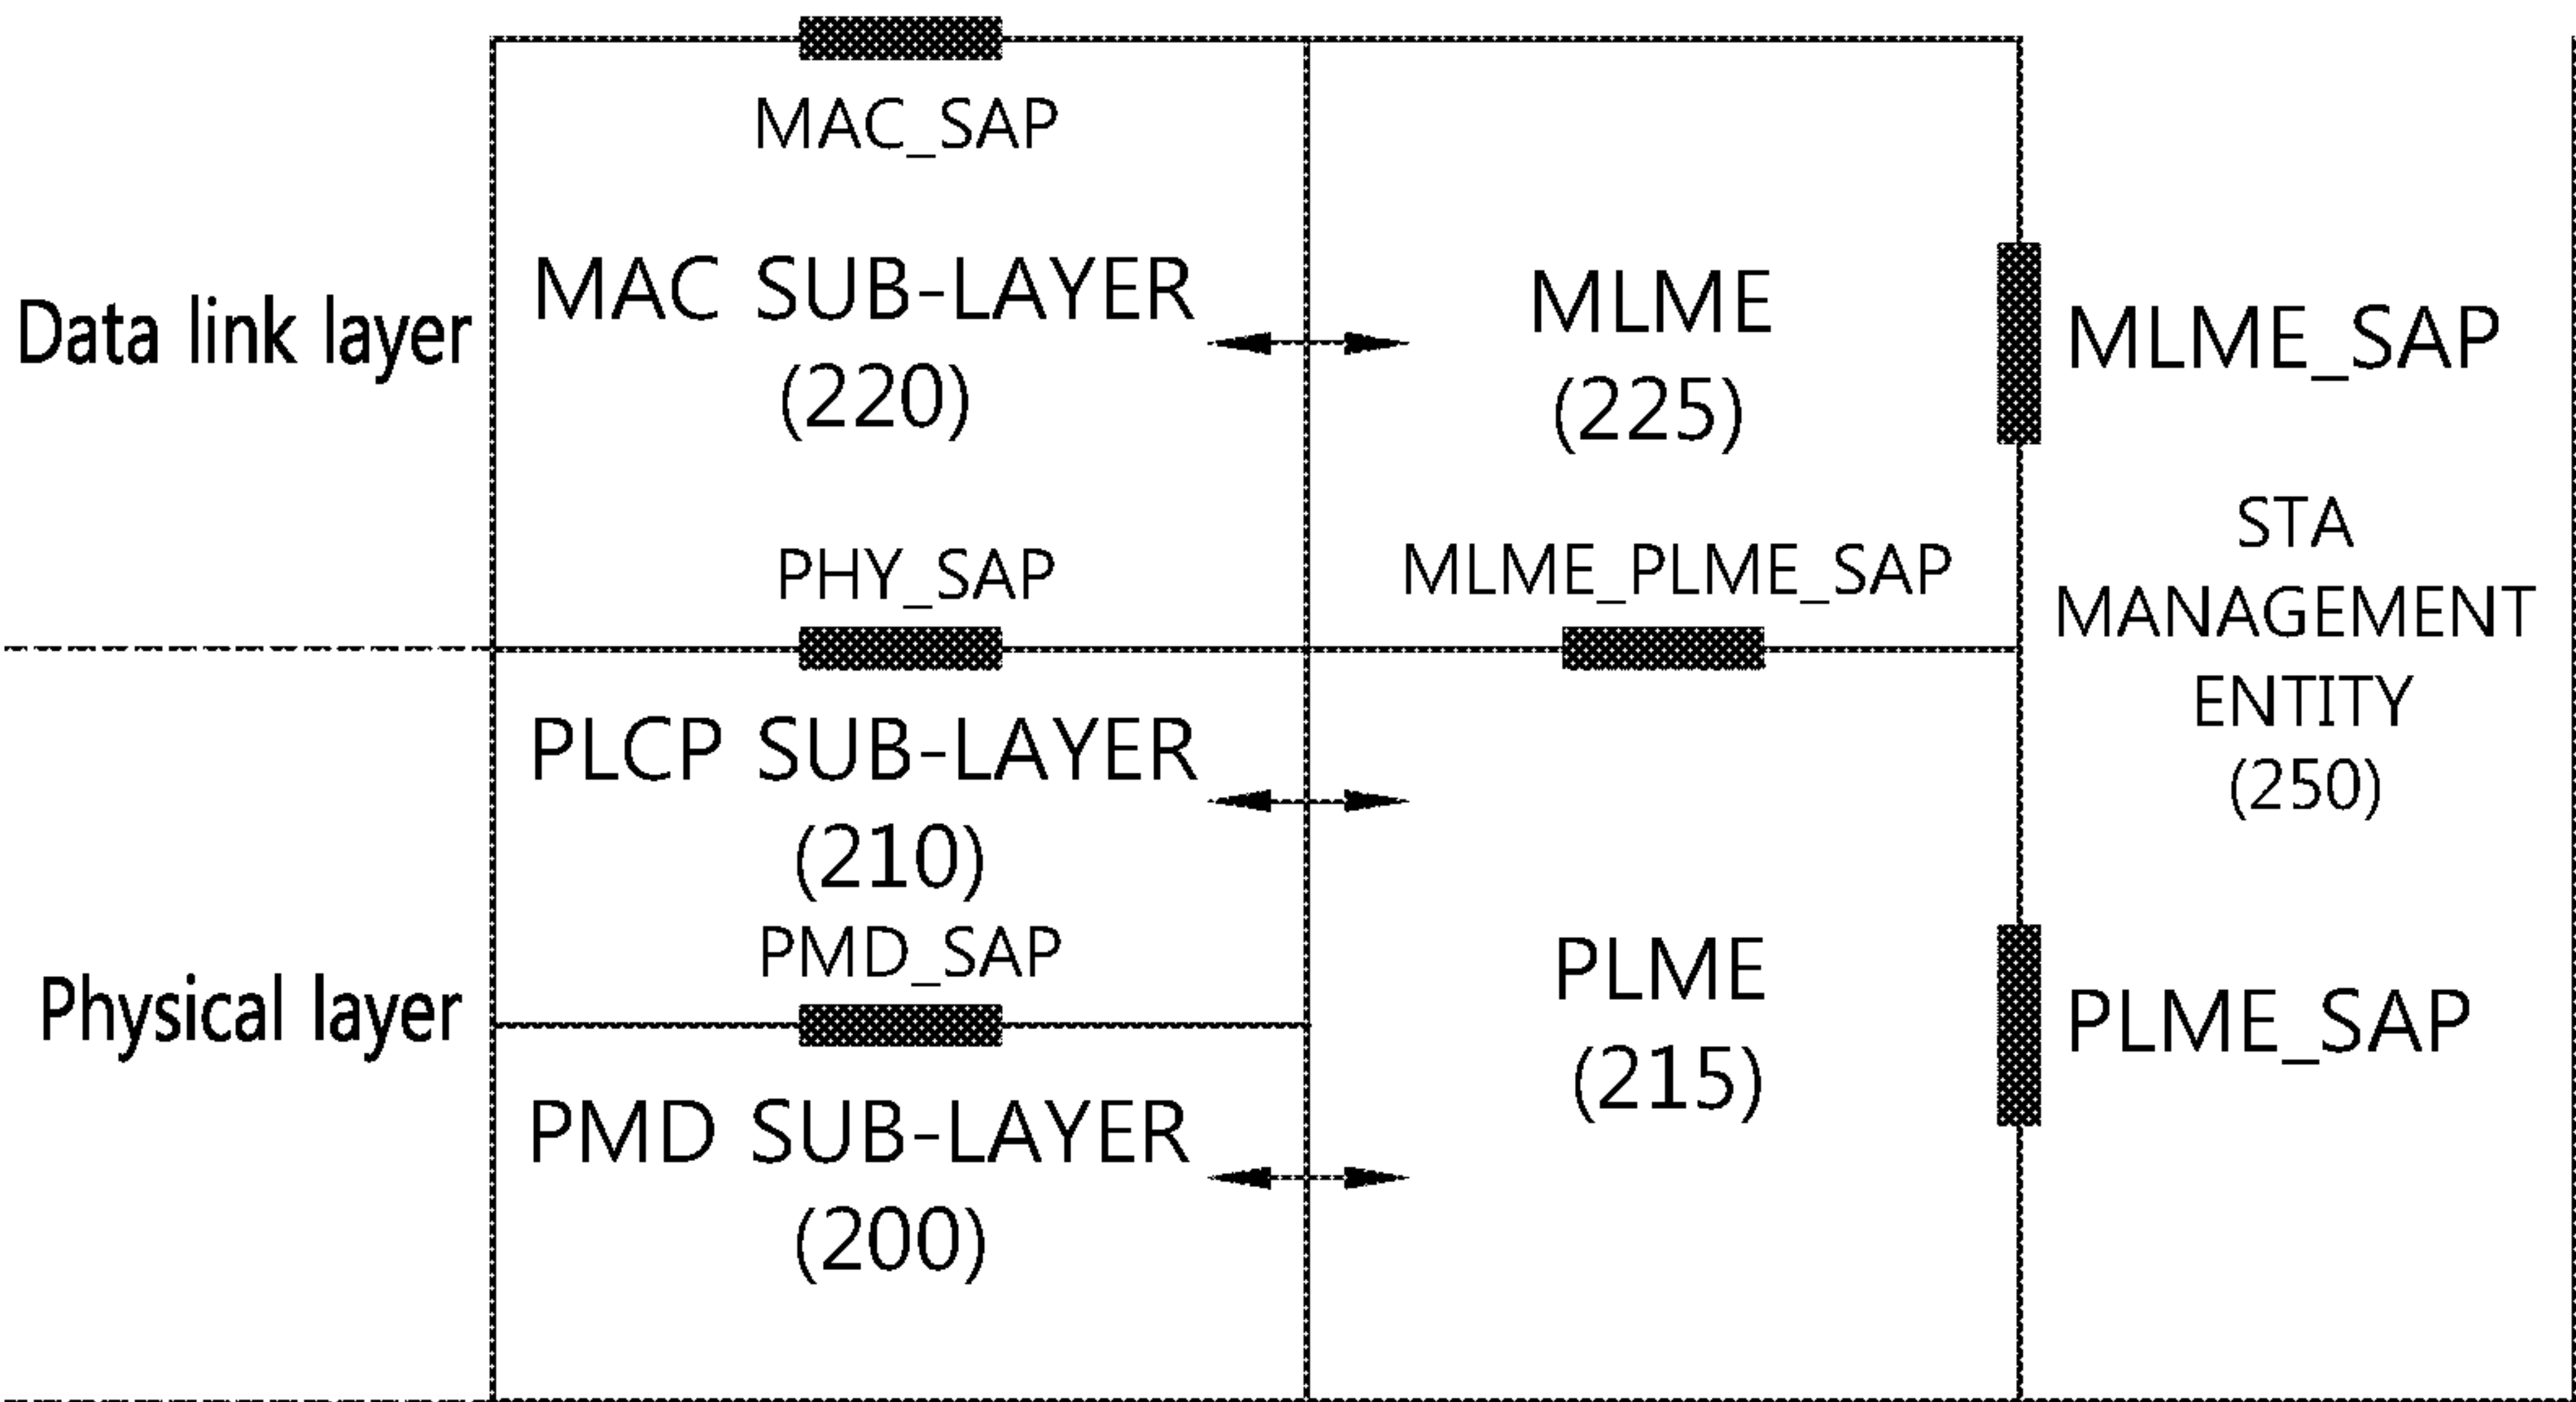 MAC_SAP
Data link layer
MAC SUB-LAYER
(220)
MLME
(225)
MLME_SAP
PHY_SAP
MLME_PLME_SAP
STA
MANAGEMENT
ENTITY
(250)
PLCP SUB-LAYER
(210)
PMD_SAP
Physical layer
PMD SUB-LAYER
(200)
PLME
(215)
PLME_SAP